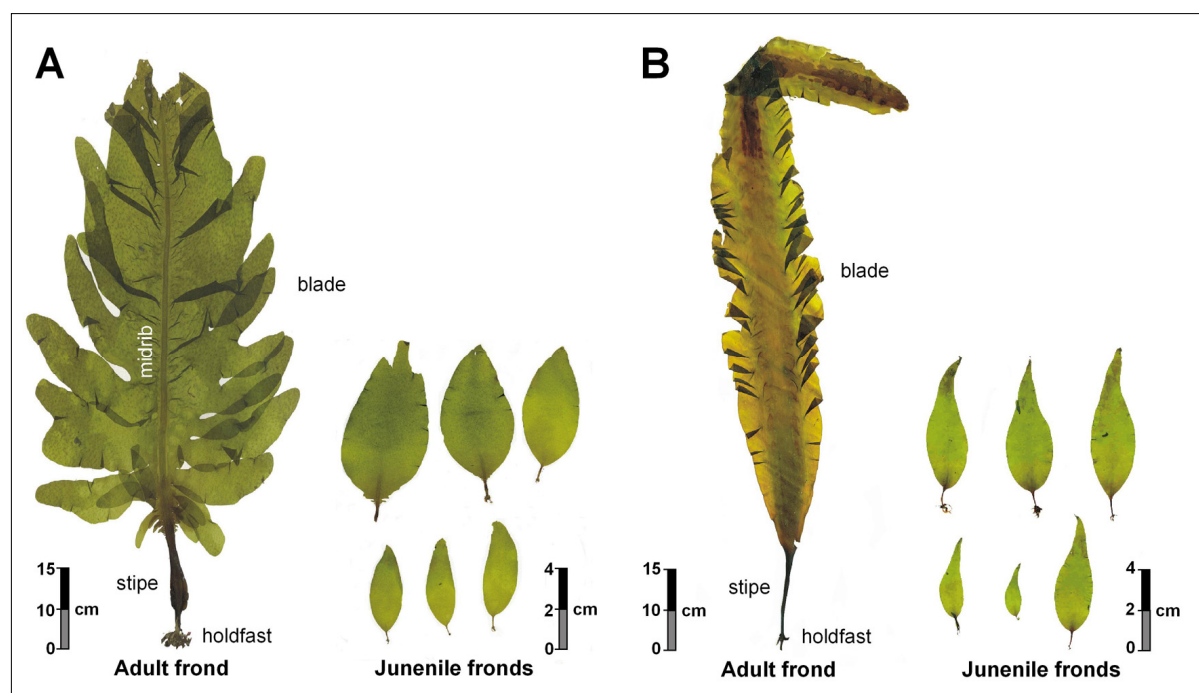 A
blade
midrib
stipe
holdfast
15
10
0
cm
Adult frond
4
2
0
cm
Junenile fronds
B
blade
stipe
holdfast
15
10
0
cm
Adult frond
4
2
0
cm
Junenile fronds